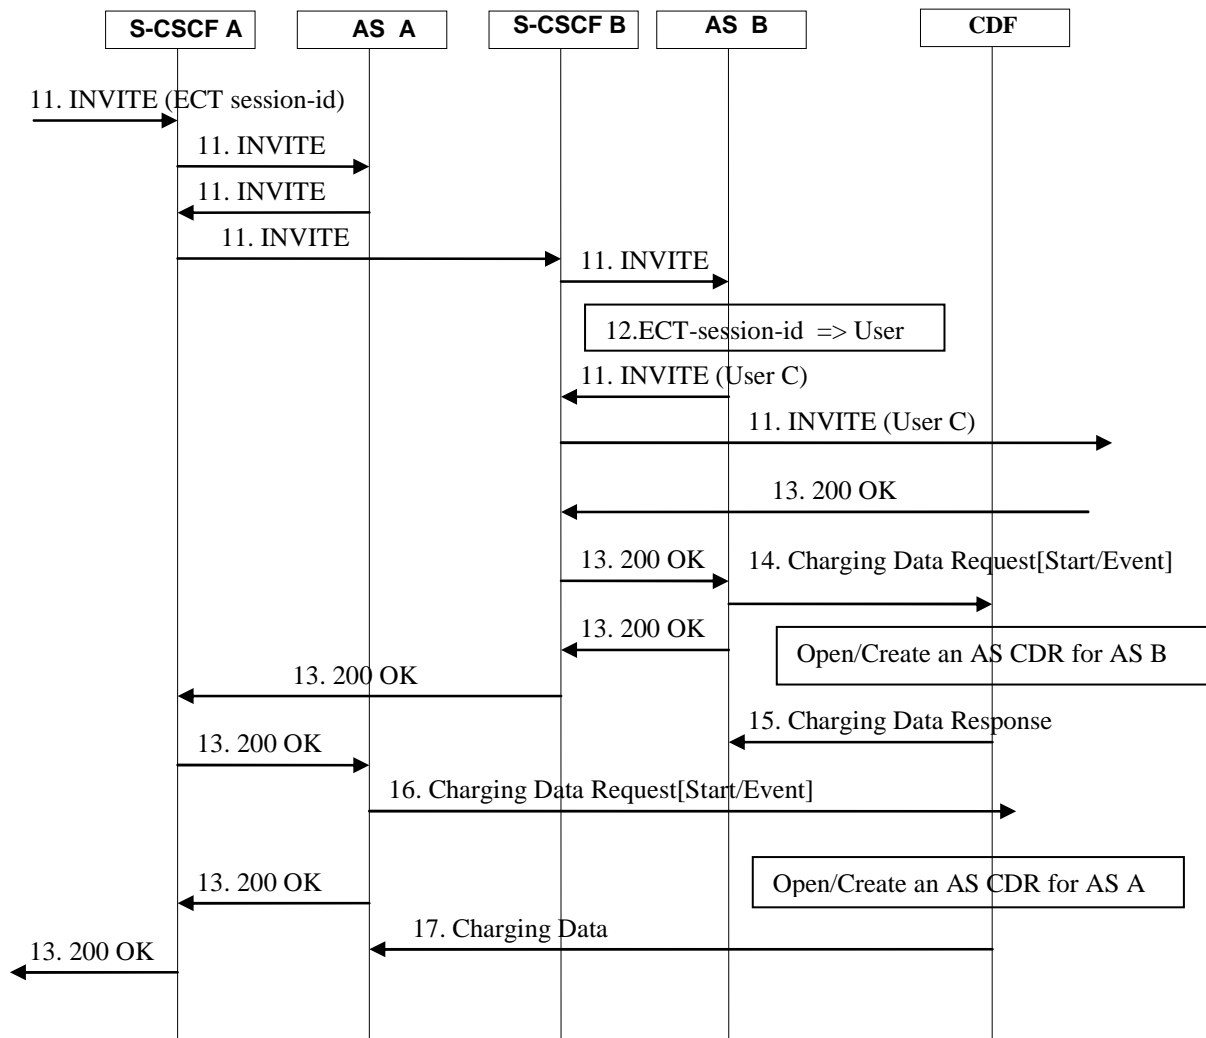 S-CSCF A
AS A
S-CSCF B
AS B
CDF
11. INVITE (ECT session-id)
11. INVITE
11. INVITE
11. INVITE
11. INVITE
12.ECT-session-id => User
11. INVITE (User C)
11. INVITE (User C)
13. 200 OK
13. 200 OK
14. Charging Data Request[Start/Event]
13. 200 OK
Open/Create an AS CDR for AS B
13. 200 OK
15. Charging Data Response
13. 200 OK
16. Charging Data Request[Start/Event]
13. 200 OK
Open/Create an AS CDR for AS A
17. Charging Data
13. 200 OK